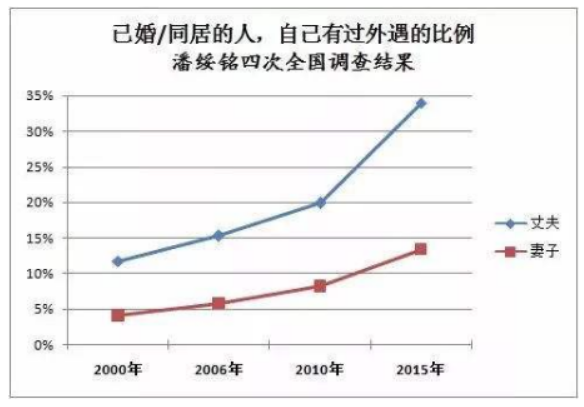 已婚/同居的人，自己有过外遇的比例
潘绥铭四次全国调查结果
35%
30%
25%
20%
15%
10%
5%
0%
2000年 2006年 2010年 2015年
丈夫
妻子